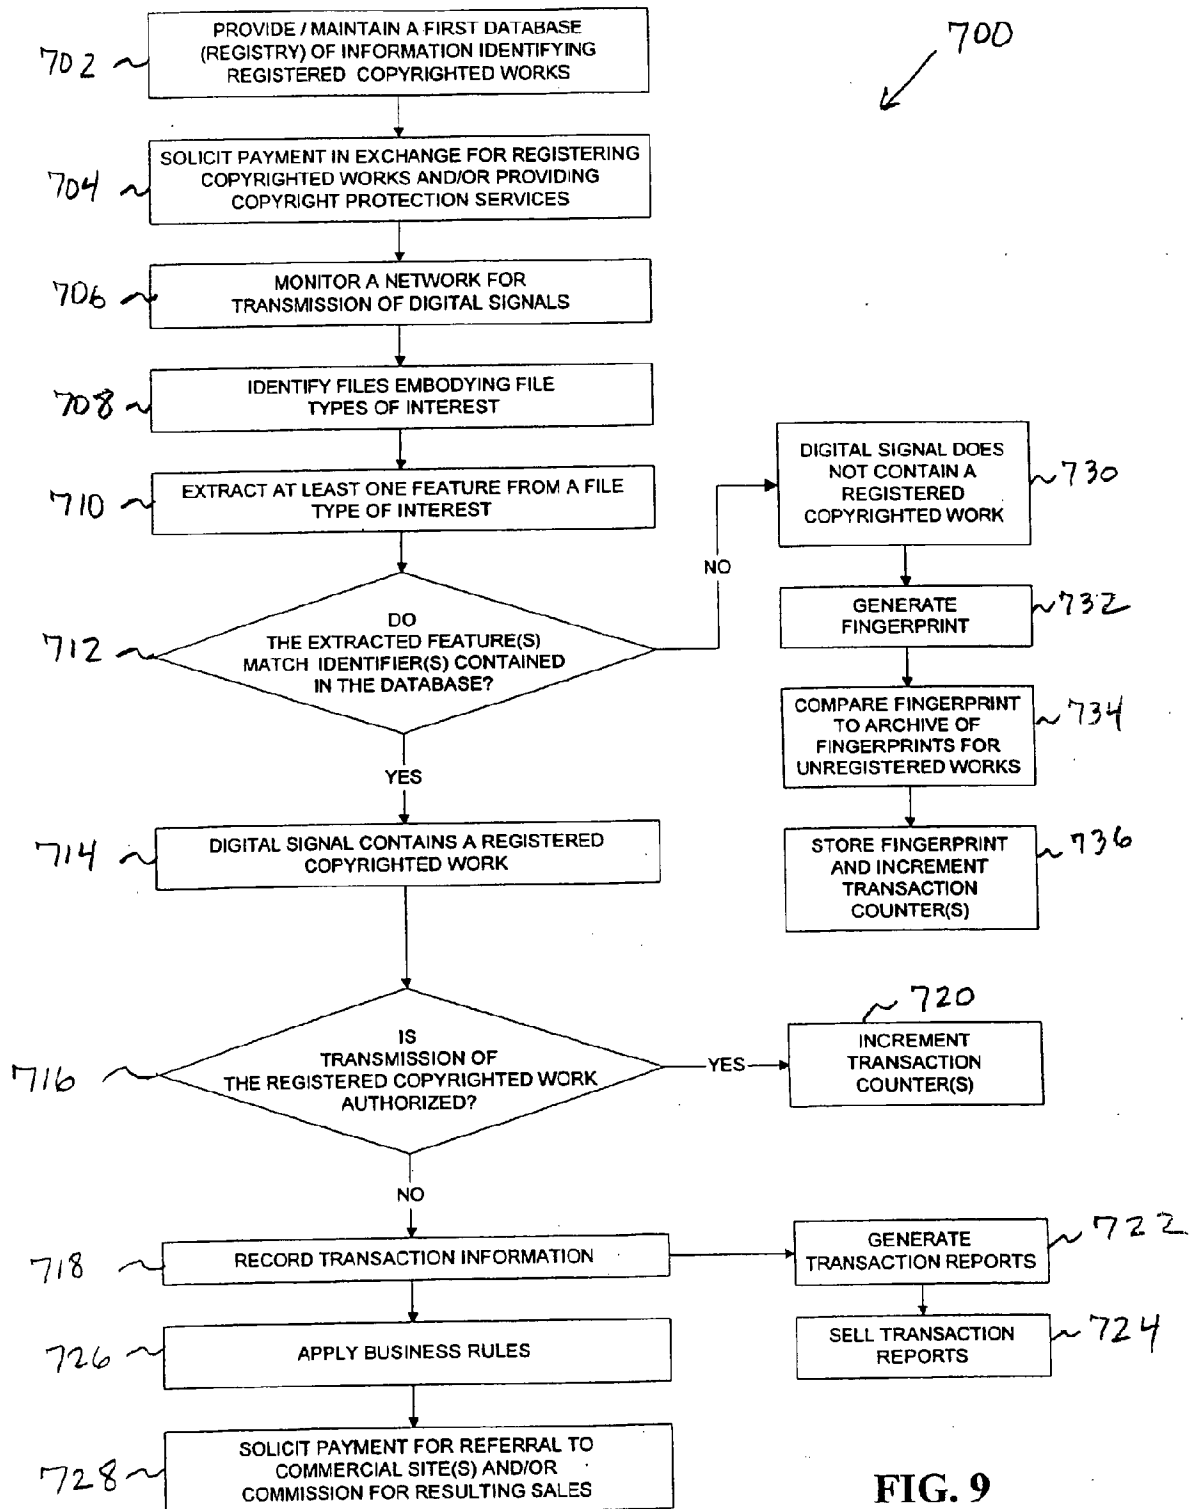 700
702
PROVIDE / MAINTAIN A FIRST DATABASE
(REGISTRY) OF INFORMATION IDENTIFYING
REGISTERED COPYRIGHTED WORKS
704
SOLICIT PAYMENT IN EXCHANGE FOR REGISTERING
COPYRIGHTED WORKS AND/OR PROVIDING
COPYRIGHT PROTECTION SERVICES
706
MONITOR A NETWORK FOR
TRANSMISSION OF DIGITAL SIGNALS
708
IDENTIFY FILES EMBODYING FILE
TYPES OF INTEREST
710
EXTRACT AT LEAST ONE FEATURE FROM A FILE
TYPE OF INTEREST
712
DO
THE EXTRACTED FEATURE(S)
MATCH IDENTIFIER(S) CONTAINED
IN THE DATABASE?
NO
DIGITAL SIGNAL DOES
NOT CONTAIN A
REGISTERED
COPYRIGHTED WORK
730
GENERATE
FINGERPRINT
732
COMPARE FINGERPRINT
TO ARCHIVE OF
FINGERPRINTS FOR
UNREGISTERED WORKS
734
STORE FINGERPRINT
AND INCREMENT
TRANSACTION
COUNTER(S)
736
YES
714
DIGITAL SIGNAL CONTAINS A REGISTERED
COPYRIGHTED WORK
716
IS
TRANSMISSION OF
THE REGISTERED COPYRIGHTED WORK
AUTHORIZED?
YES
720
INCREMENT
TRANSACTION
COUNTER(S)
NO
718
RECORD TRANSACTION INFORMATION
GENERATE
TRANSACTION REPORTS
722
SELL TRANSACTION
REPORTS
724
726
APPLY BUSINESS RULES
728
SOLICIT PAYMENT FOR REFERRAL TO
COMMERCIAL SITE(S) AND/OR
COMMISSION FOR RESULTING SALES
FIG. 9